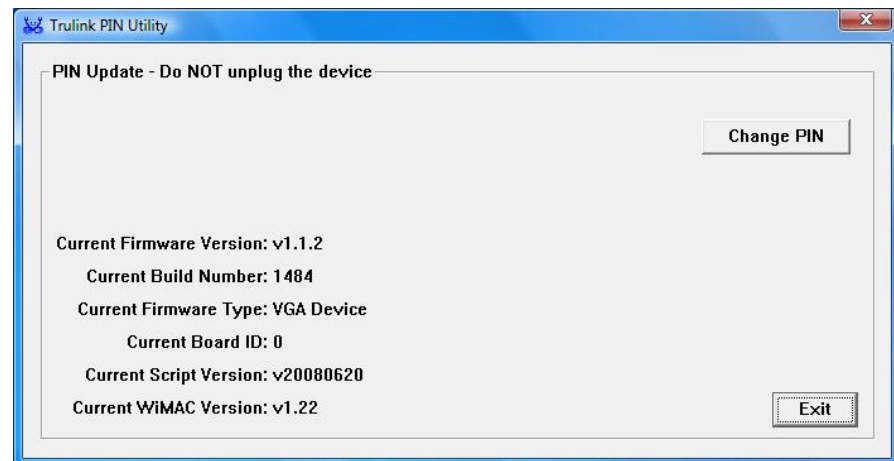 Trulink PIN Utility
PIN Update - Do NOT unplug the device
Change PIN
Current Firmware Version: v1.1.2
Current Build Number: 1484
Current Firmware Type: VGA Device
Current Board ID: 0
Current Script Version: v20080620
Current WiMAC Version: v1.22
Exit